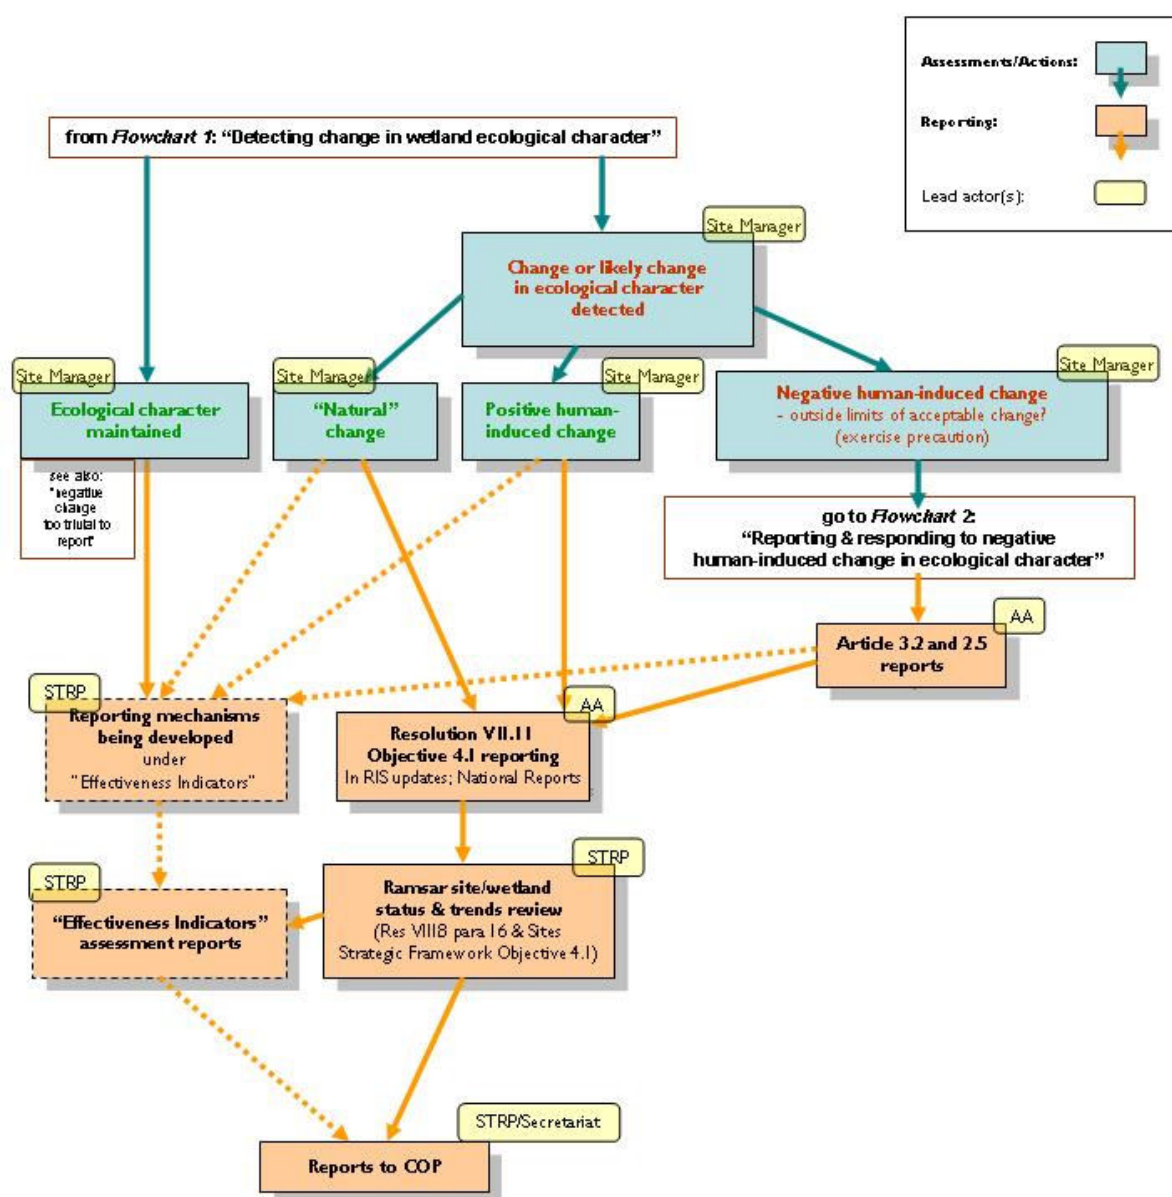 Assessments/Actions:
Reporting:
Lead actor(s):
from Flowchart 1: “Detecting change in wetland ecological character”
Site Manager
Change or likely change
in ecological character
detected
Site Manager
Ecological character
maintained
Site Manager
“Natural”
change
Site Manager
Positive human-
induced change
Site Manager
Negative human-induced change
- outside limits of acceptable change?
(exercise precaution)
see also:
"negative
change
too trivial to
report"
go to Flowchart 2:
“Reporting & responding to negative
human-induced change in ecological character”
AA
Article 3.2 and 2.5
reports
STRP
Reporting mechanisms
being developed
under
“Effectiveness Indicators”
AA
Resolution VII.11
Objective 4.1 reporting
In RIS updates; National Reports
STRP
“Effectiveness Indicators”
assessment reports
STRP
Ramsar site/wetland
status & trends review
(Res VIII8 para 16 & Sites
Strategic Framework Objective 4.1)
STRP/Secretariat
Reports to COP